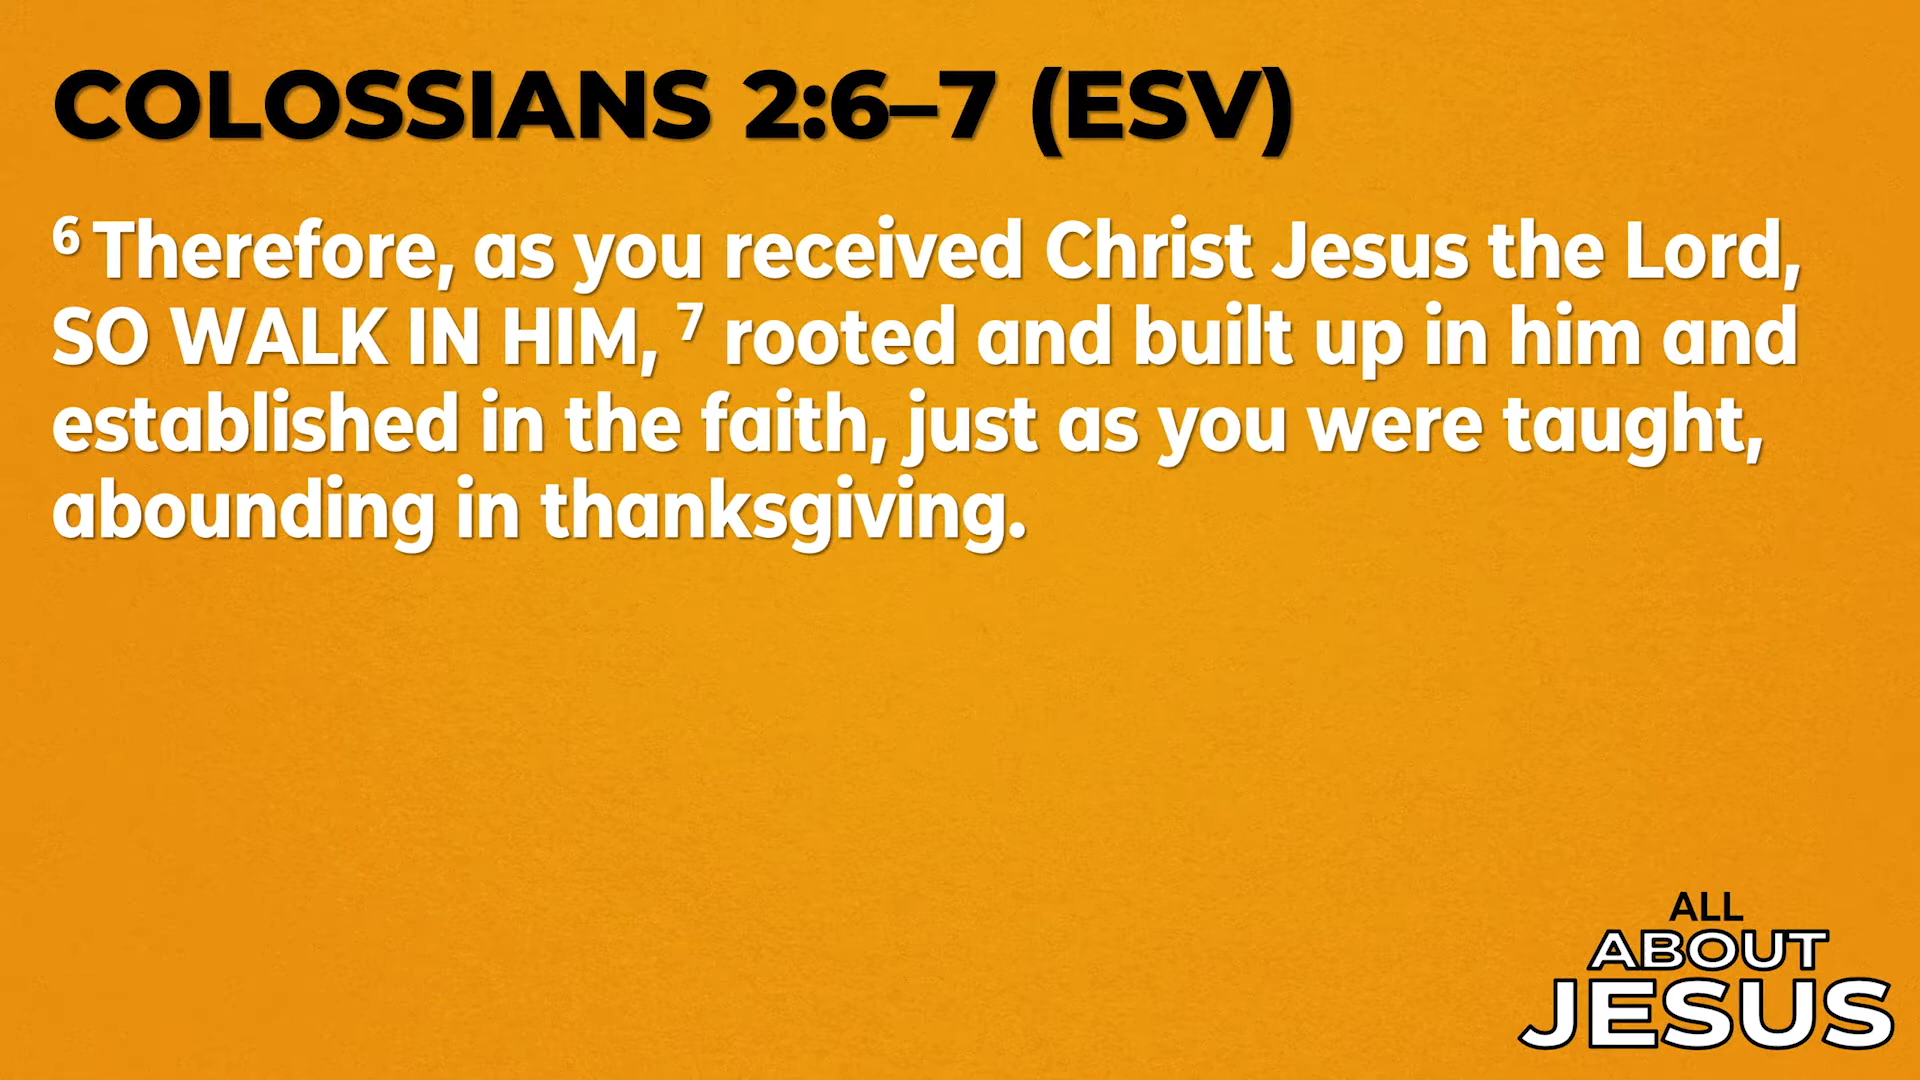 COLOSSIANS 2:6–7 (ESV)
⁶ Therefore, as you received Christ Jesus the Lord,
SO WALK IN HIM, ⁷ rooted and built up in him and
established in the faith, just as you were taught,
abounding in thanksgiving.
ALL
ABOUT
JESUS